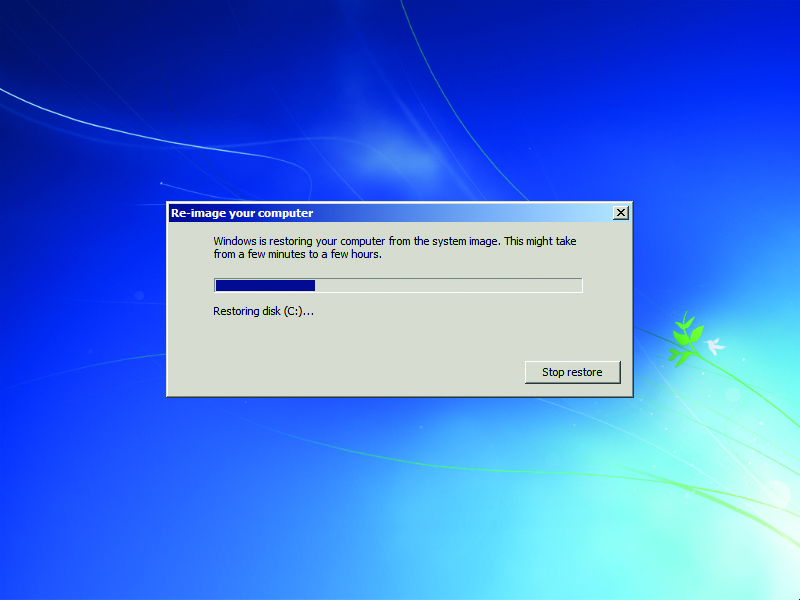 Re-image your computer
Windows is restoring your computer from the system image. This might take
from a few minutes to a few hours.
Restoring disk (C:)...
Stop restore